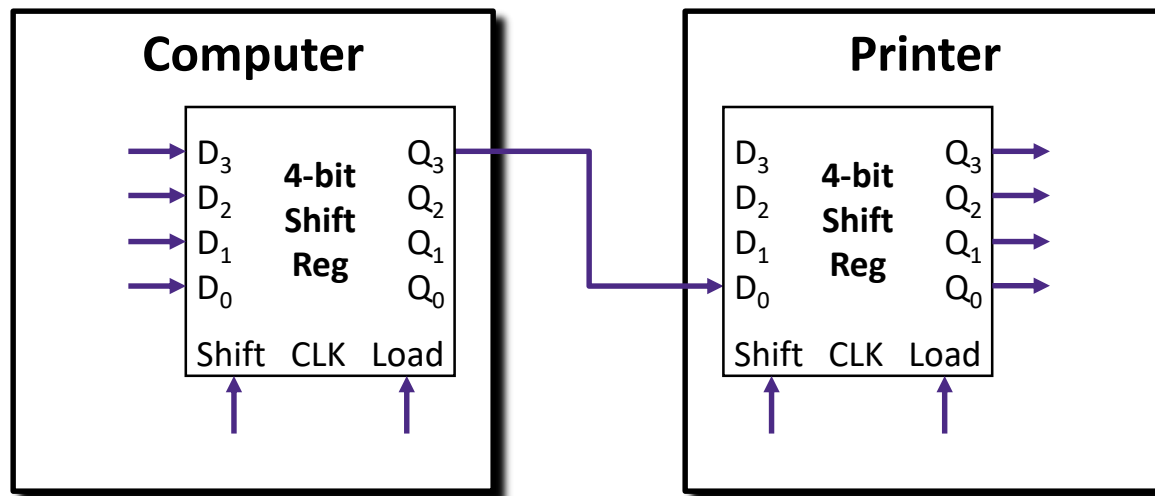 Computer
D₃
D₂
D₁
D₀
4-bit
Shift
Reg
Q₃
Q₂
Q₁
Q₀
Shift CLK Load
Printer
D₃
D₂
D₁
D₀
4-bit
Shift
Reg
Q₃
Q₂
Q₁
Q₀
Shift CLK Load